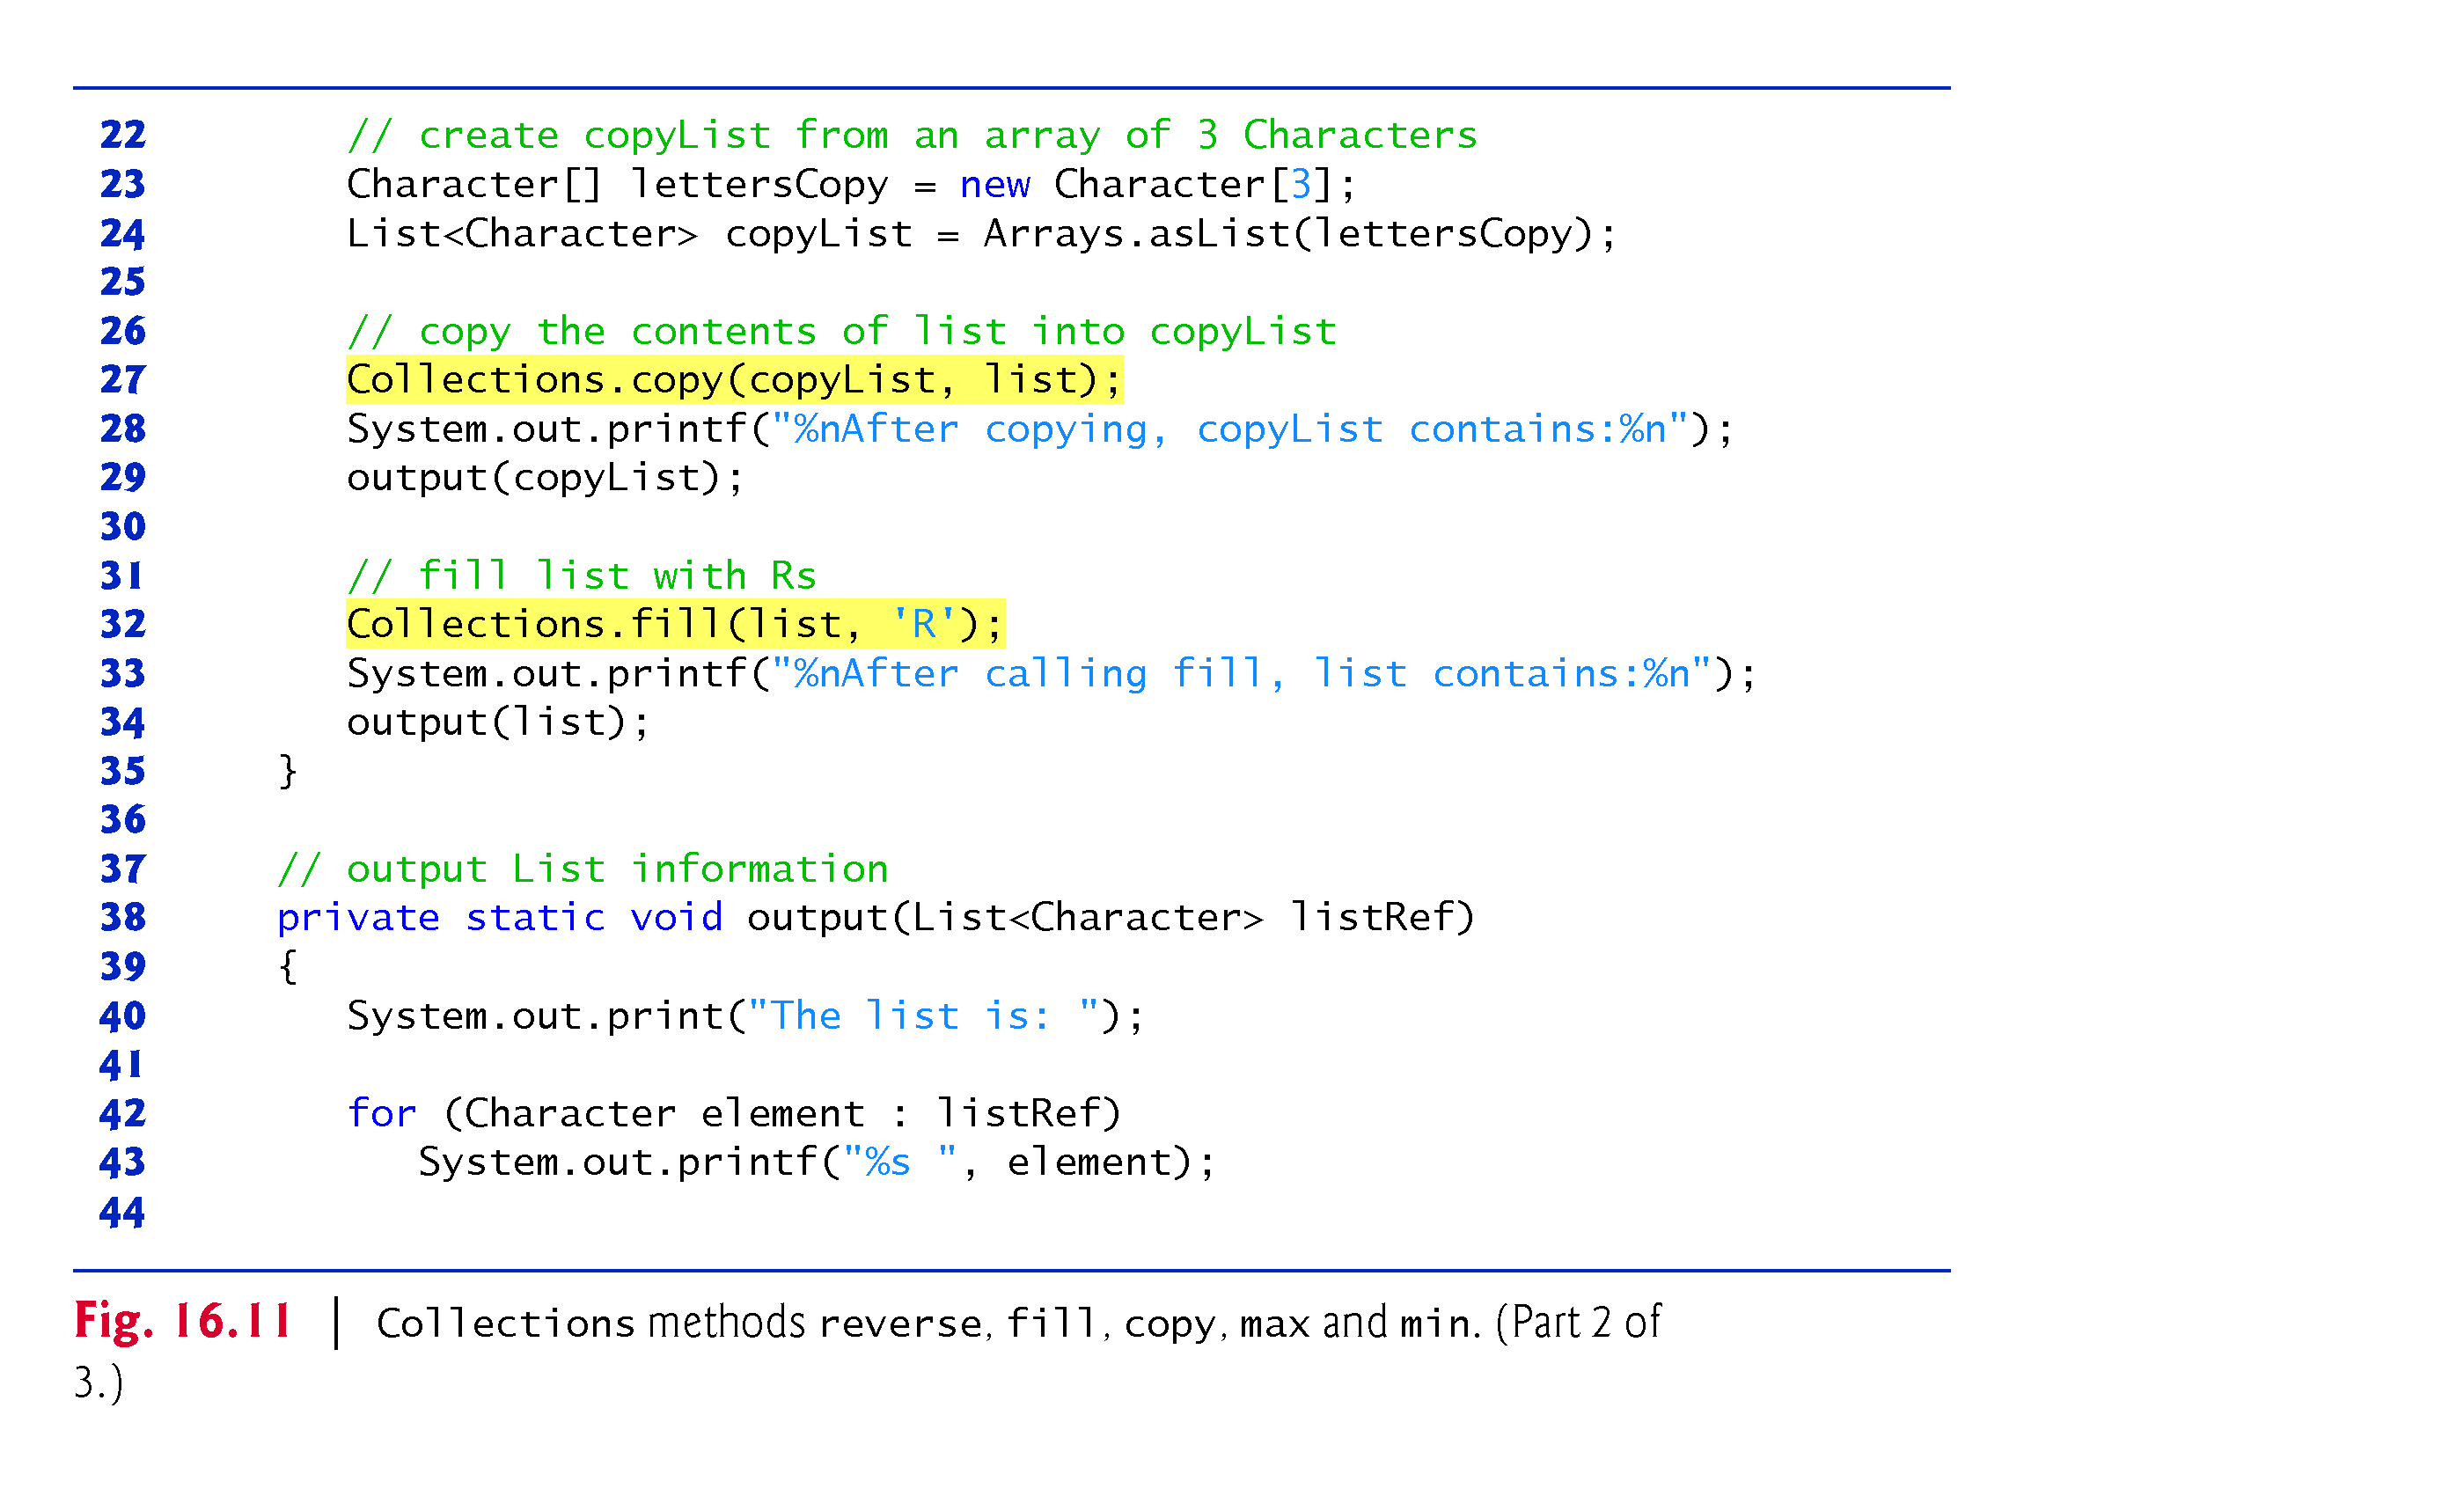 22 // create copyList from an array of 3 Characters
23 Character[] lettersCopy = new Character[3];
24 List<Character> copyList = Arrays.asList(lettersCopy);
25
26 // copy the contents of list into copyList
27 Collections.copy(copyList, list);
28 System.out.printf("%nAfter copying, copyList contains:%n");
29 output(copyList);
30
31 // fill list with Rs
32 Collections.fill(list, 'R');
33 System.out.printf("%nAfter calling fill, list contains:%n");
34 output(list);
35 }
36
37 // output List information
38 private static void output(List<Character> listRef)
39 {
40 System.out.print("The list is: ");
41
42 for (Character element : listRef)
43 System.out.printf("%s ", element);
44
Fig. 16.11 | Collections methods reverse, fill, copy, max and min. (Part 2 of
3.)